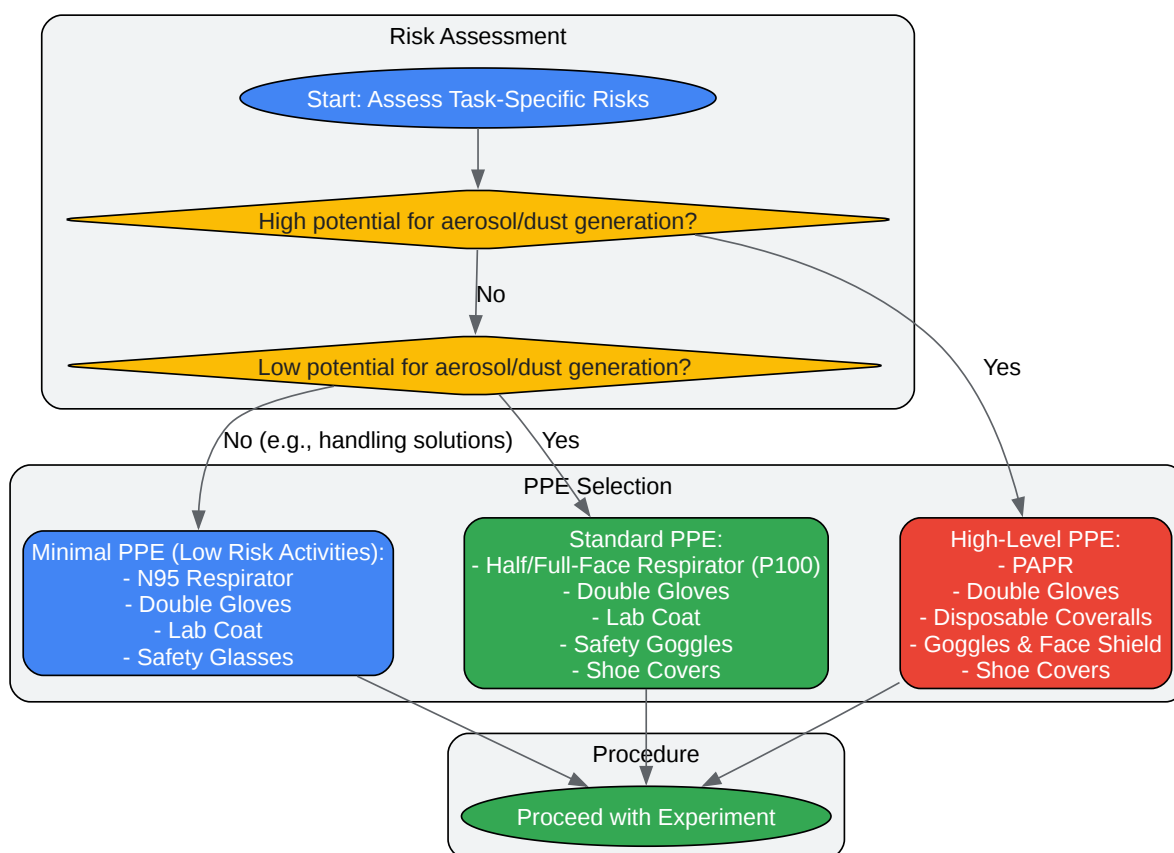 Risk Assessment
Start: Assess Task-Specific Risks
High potential for aerosol/dust generation?
No
Low potential for aerosol/dust generation?
Yes
No (e.g., handling solutions)
Yes
PPE Selection
Minimal PPE (Low Risk Activities):
- N95 Respirator
- Double Gloves
- Lab Coat
- Safety Glasses
Standard PPE:
- Half/Full-Face Respirator (P100)
- Double Gloves
- Lab Coat
- Safety Goggles
- Shoe Covers
High-Level PPE:
- PAPR
- Double Gloves
- Disposable Coveralls
- Goggles & Face Shield
- Shoe Covers
Procedure
Proceed with Experiment